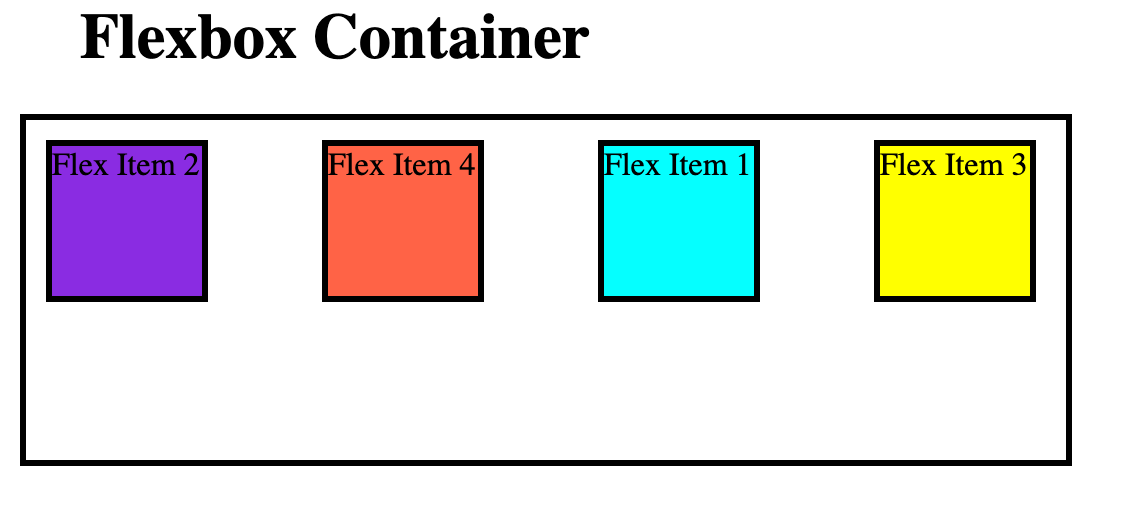 Flexbox Container
Flex Item 2
Flex Item 4
Flex Item 1
Flex Item 3